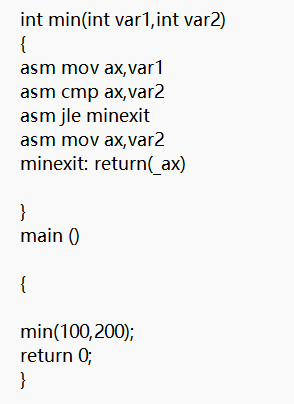 int min(int var1,int var2)
{
asm mov ax,var1
asm cmp ax,var2
asm jle minexit
asm mov ax,var2
minexit: return(_ax)
}
main ()
{
min(100,200);
return 0;
}